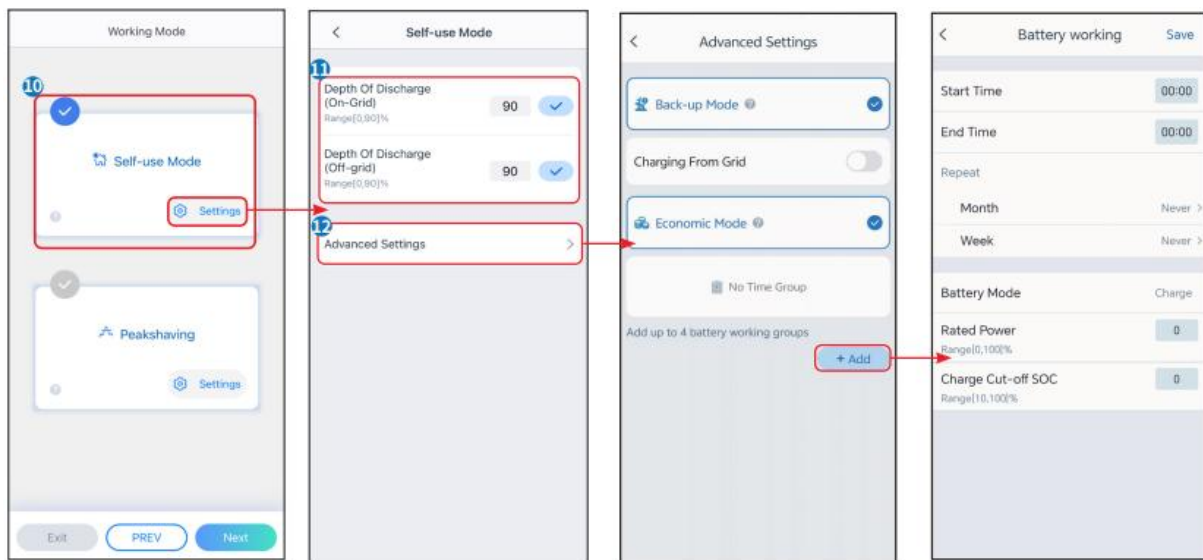 Working Mode
10
Self-use Mode
Settings
Peakshaving
Settings
Exit
PREV
Next
Self-use Mode
11
Depth Of Discharge
(On-Grid)
90
Range[0,90]%
Depth Of Discharge
(Off-grid)
90
Range[0,90]%
12
Advanced Settings
Advanced Settings
Back-up Mode
Charging From Grid
Economic Mode
No Time Group
Add up to 4 battery working groups
+ Add
Battery working
Save
Start Time
00:00
End Time
00:00
Repeat
Month
Never >
Week
Never >
Battery Mode
Charge
Rated Power
0
Range[0,100]%
Charge Cut-off SOC
0
Range[10,100]%